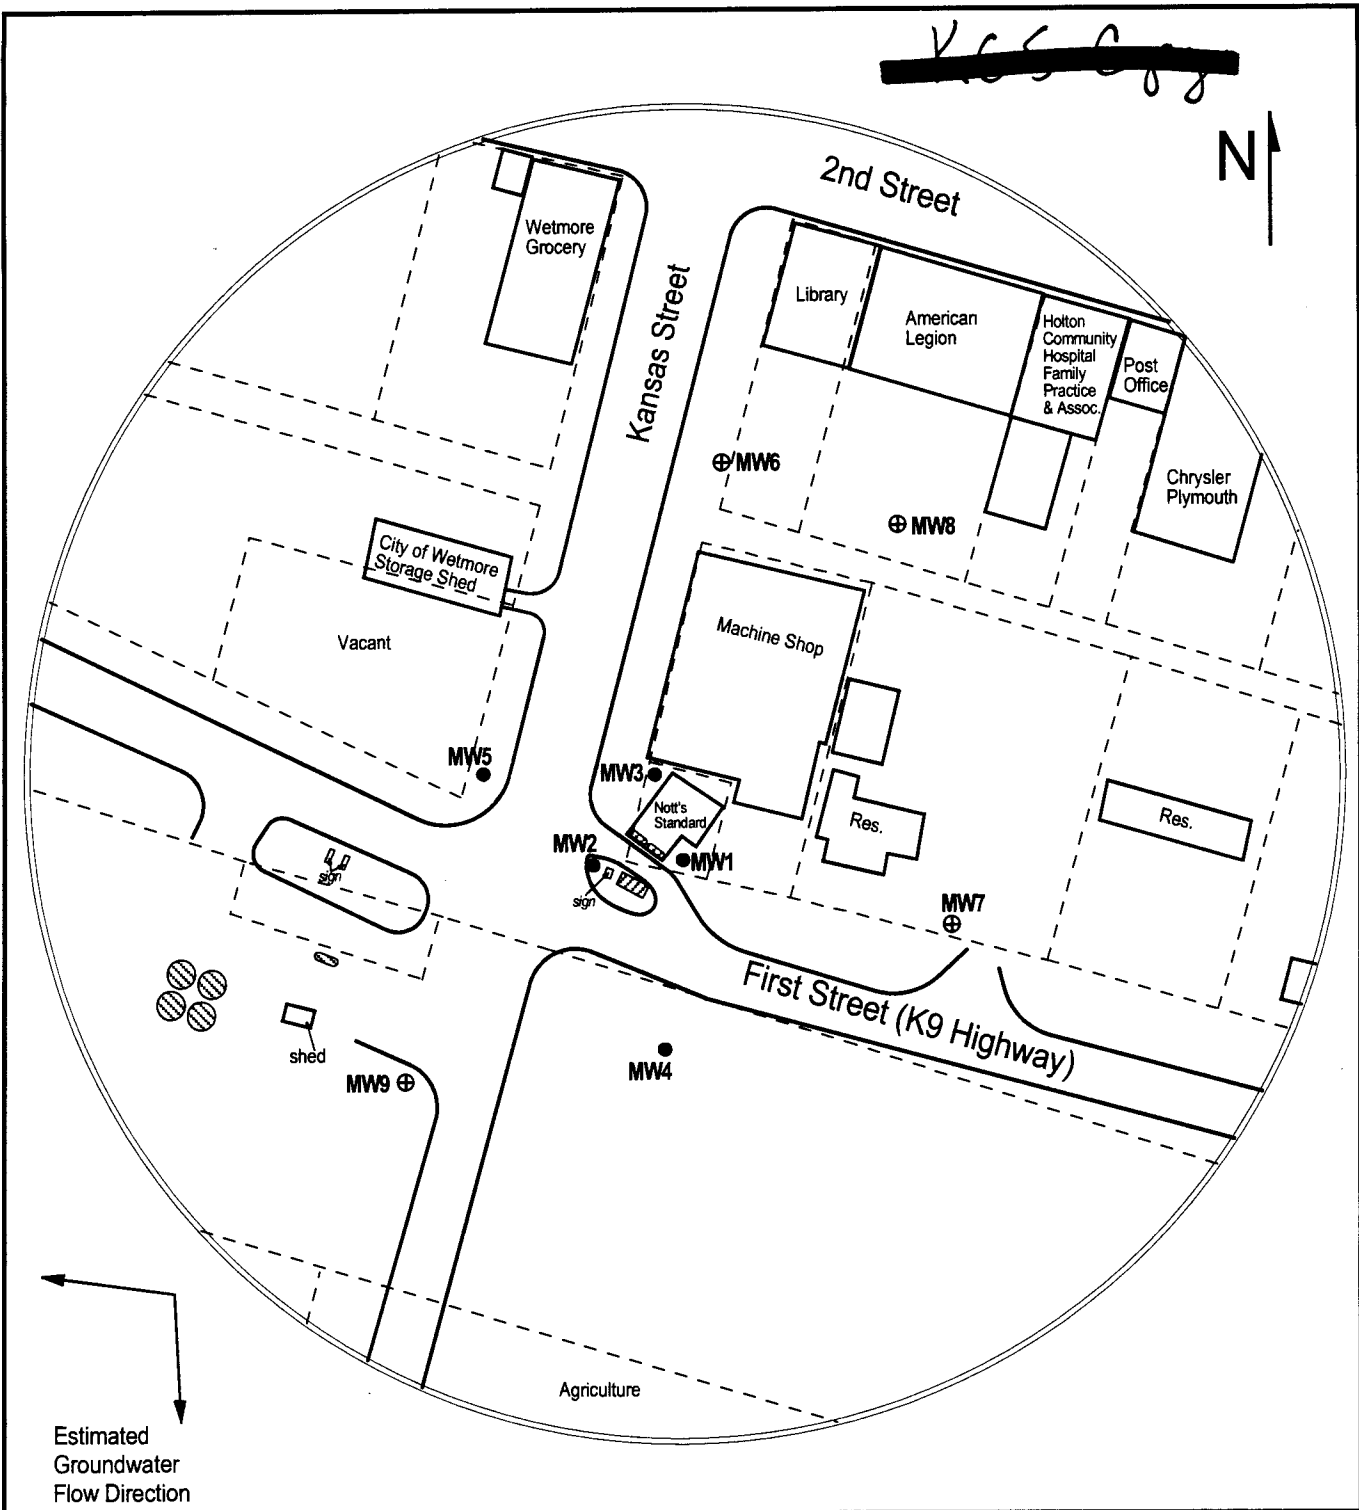 N
2nd Street
Wetmore
Grocery
Kansas Street
Library
American
Legion
Holton
Community
Hospital
Family
Practice
& Assoc.
Post
Office
Chrysler
Plymouth
MW6
MW8
City of Wetmore
Storage Shed
Vacant
Machine Shop
MW5
MW3
Nott's
Standard
Res.
Res.
MW2
MW1
sign
sign
MW7
First Street (K9 Highway)
shed
MW9
MW4
Agriculture
Estimated
Groundwater
Flow Direction